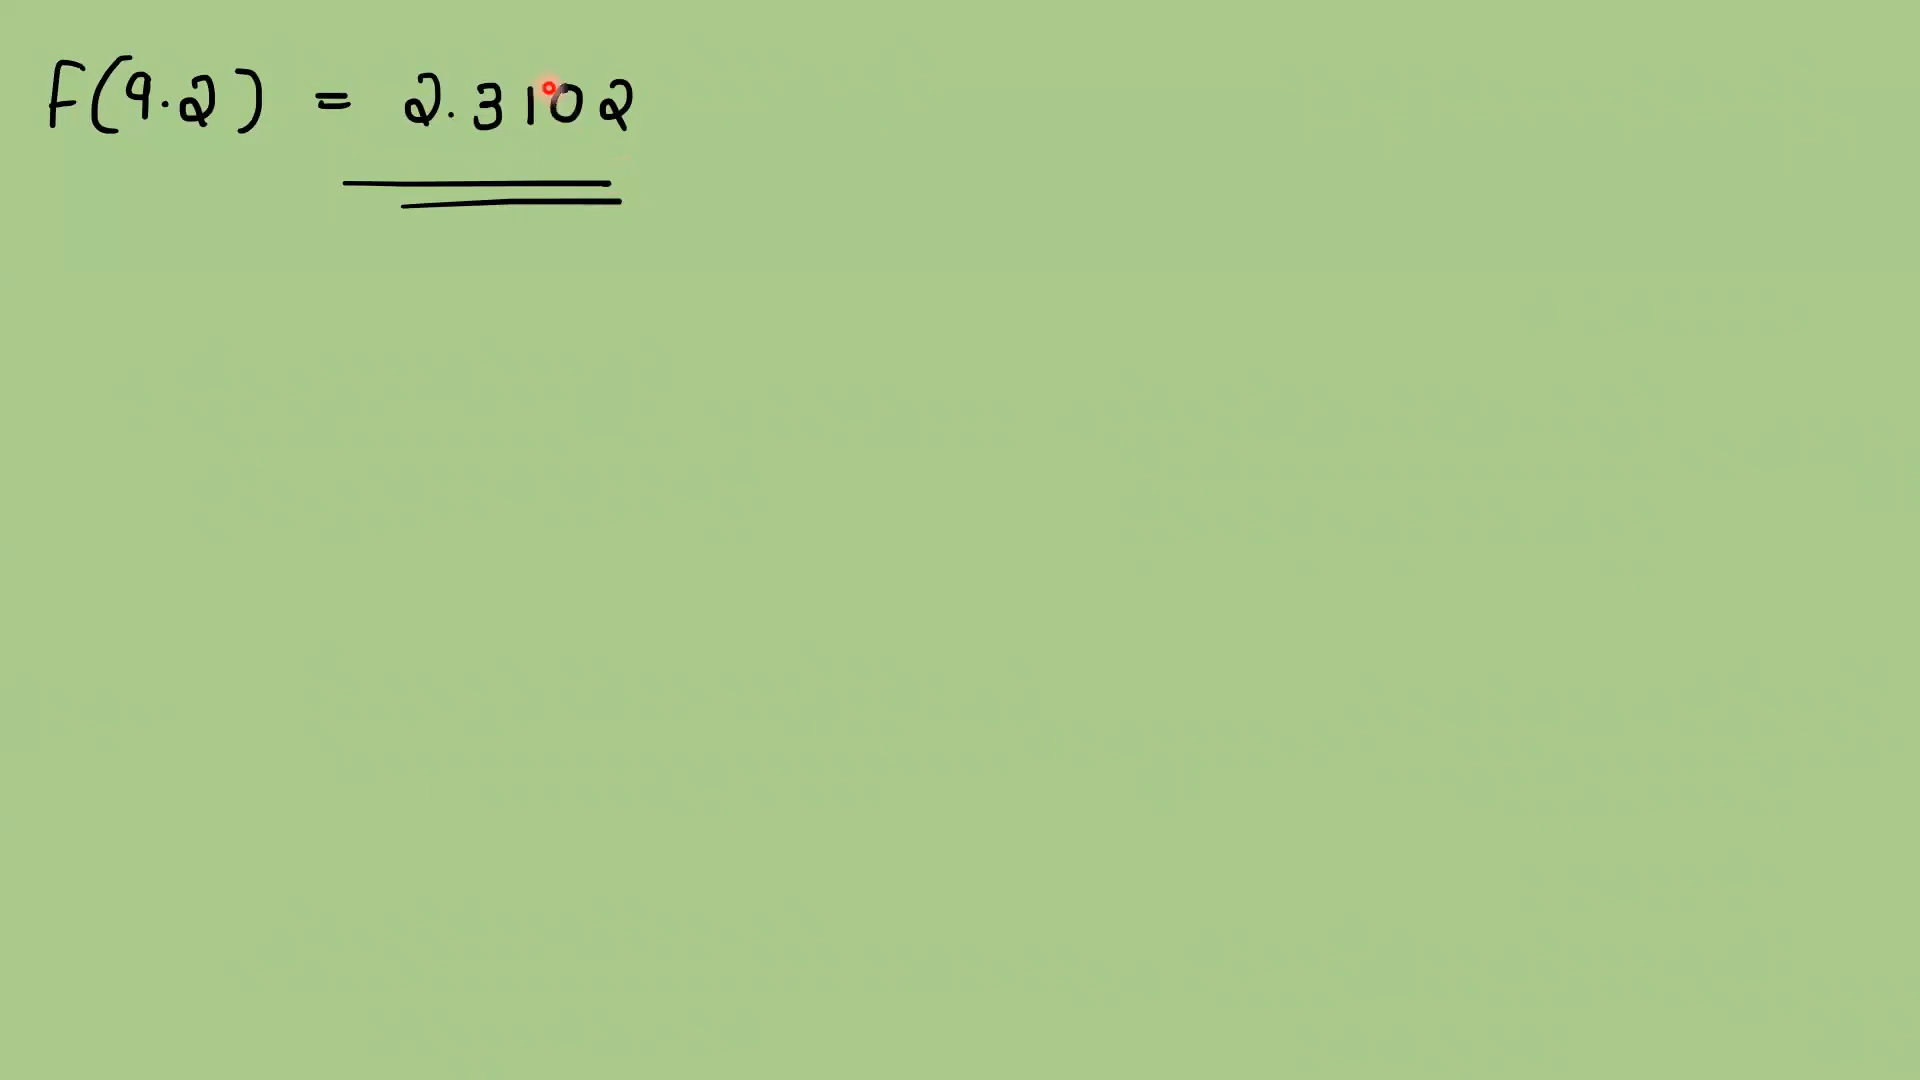 F(9.2) = 2.3102